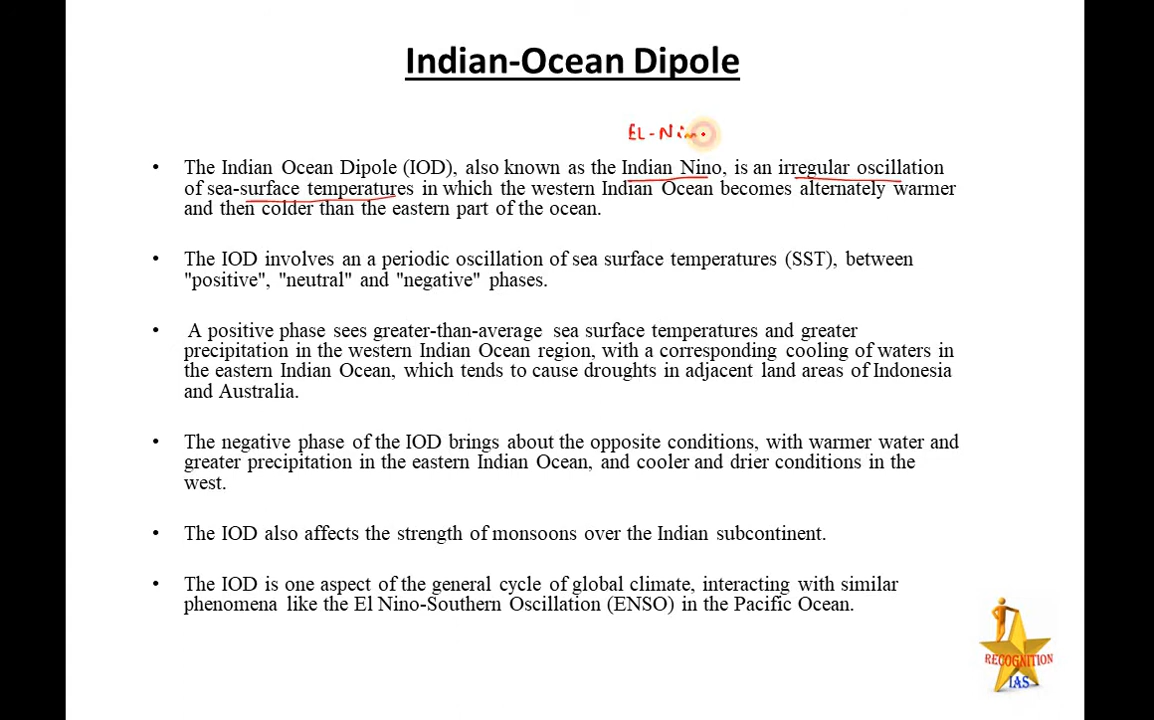 Indian-Ocean Dipole
EL-Nino
• The Indian Ocean Dipole (IOD), also known as the Indian Nino, is an irregular oscillation
of sea-surface temperatures in which the western Indian Ocean becomes alternately warmer
and then colder than the eastern part of the ocean.
• The IOD involves an a periodic oscillation of sea surface temperatures (SST), between
"positive", "neutral" and "negative" phases.
• A positive phase sees greater-than-average sea surface temperatures and greater
precipitation in the western Indian Ocean region, with a corresponding cooling of waters in
the eastern Indian Ocean, which tends to cause droughts in adjacent land areas of Indonesia
and Australia.
• The negative phase of the IOD brings about the opposite conditions, with warmer water and
greater precipitation in the eastern Indian Ocean, and cooler and drier conditions in the
west.
• The IOD also affects the strength of monsoons over the Indian subcontinent.
• The IOD is one aspect of the general cycle of global climate, interacting with similar
phenomena like the El Nino-Southern Oscillation (ENSO) in the Pacific Ocean.
RECOGNITION
IAS